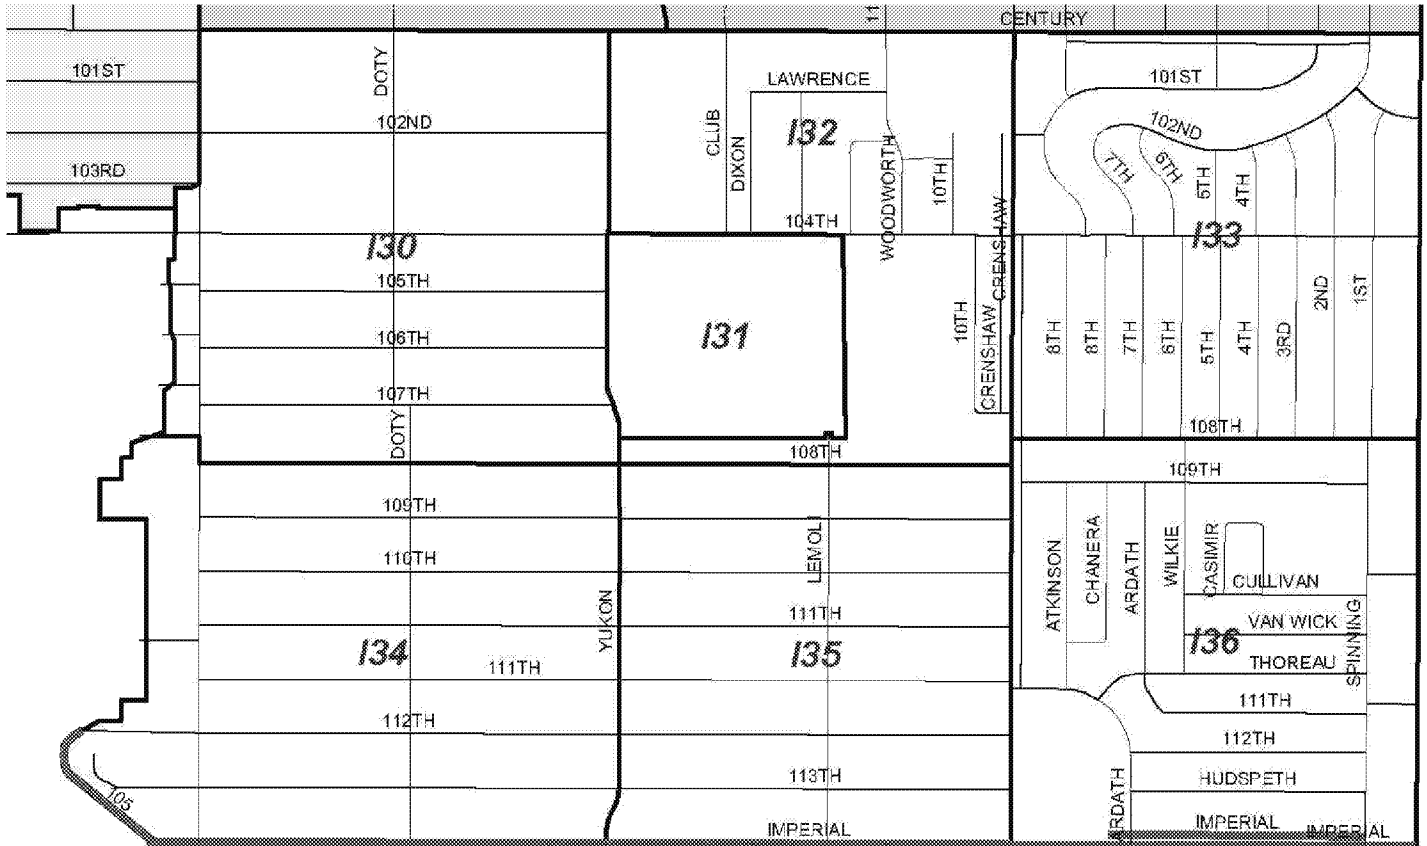 11
CENTURY
101ST
DOTY
LAWRENCE
101ST
102ND
CLUB
DIXON
I32
WOODWORTH
102ND
103RD
10TH
7TH
6TH
5TH
4TH
104TH
CRENSHAW
I30
I33
105TH
I31
10TH
CRENSHAW
2ND
1ST
106TH
8TH
8TH
7TH
6TH
5TH
4TH
3RD
107TH
DOTY
108TH
108TH
109TH
109TH
110TH
LEMOLI
ATKINSON
CHANERA
ARDATH
WILKIE
CASIMIR
CULLIVAN
YUKON
111TH
VAN WICK
SPINNING
I34
111TH
I35
I36
THOREAU
111TH
112TH
112TH
105
113TH
ARDATH
HUDSPETH
IMPERIAL
IMPERIAL
IMPERIAL